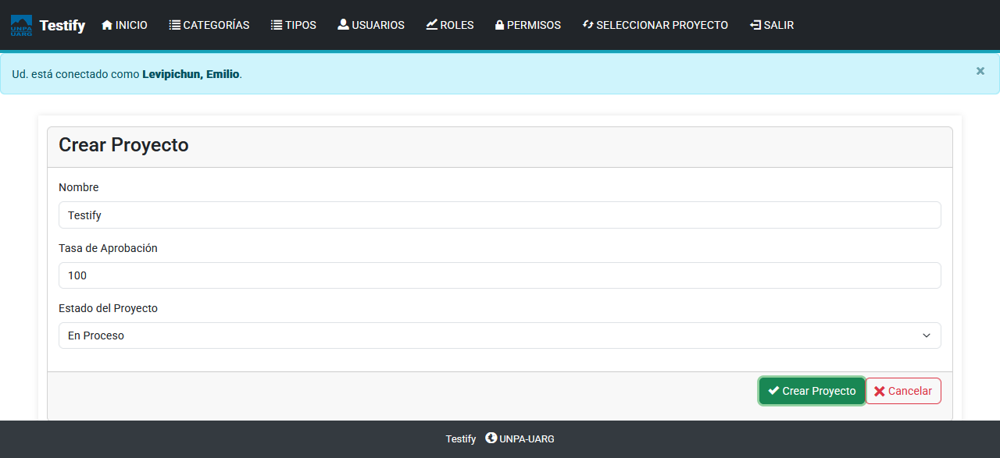 UNPA
UARG
Testify INICIO CATEGORÍAS TIPOS USUARIOS ROLES PERMISOS SELECCIONAR PROYECTO SALIR
Ud. está conectado como Levipichun, Emilio. ×
Crear Proyecto
Nombre
Testify
Tasa de Aprobación
100
Estado del Proyecto
En Proceso
Crear Proyecto Cancelar
Testify UNPA-UARG